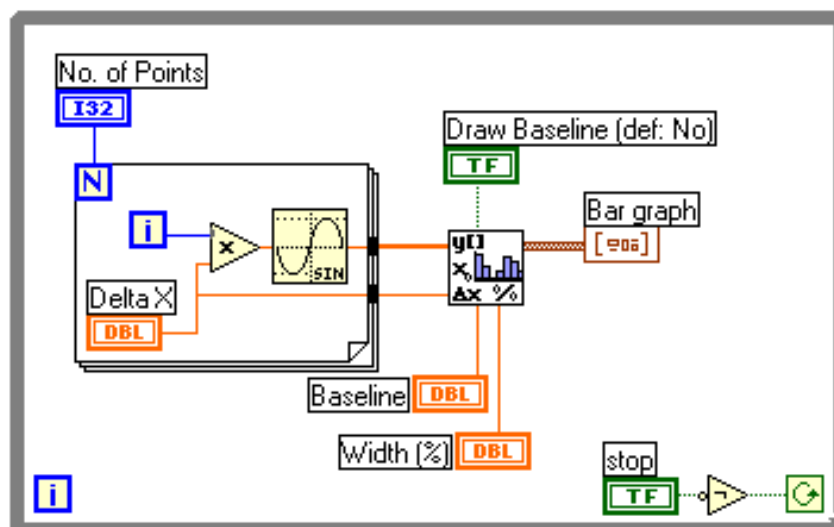 No. of Points
I32
N
Draw Baseline (def: No)
TF
Bar graph
i
x
SIN
y[]
x₀
Δx %
Delta X
DBL
Baseline
DBL
Width (%)
DBL
stop
TF
i